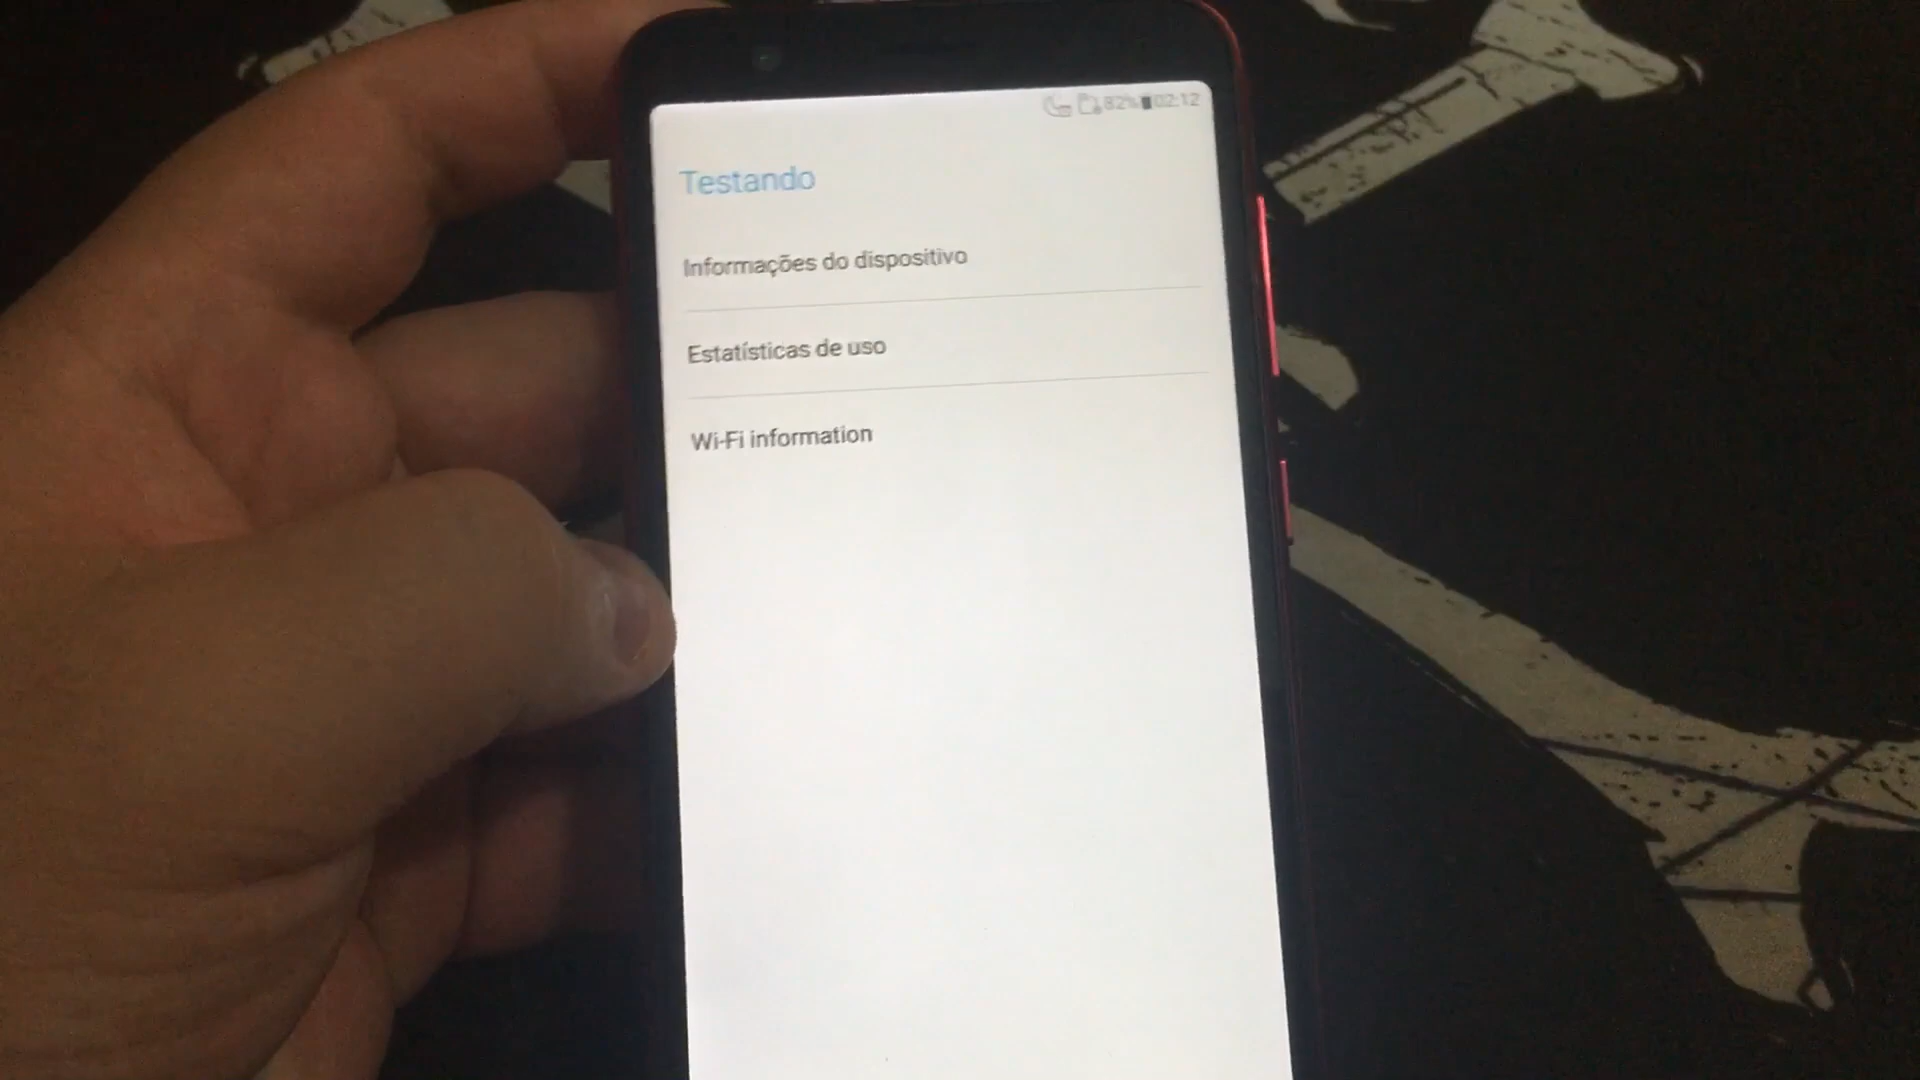 82% 02:12
Testando
Informações do dispositivo
Estatísticas de uso
Wi-Fi information